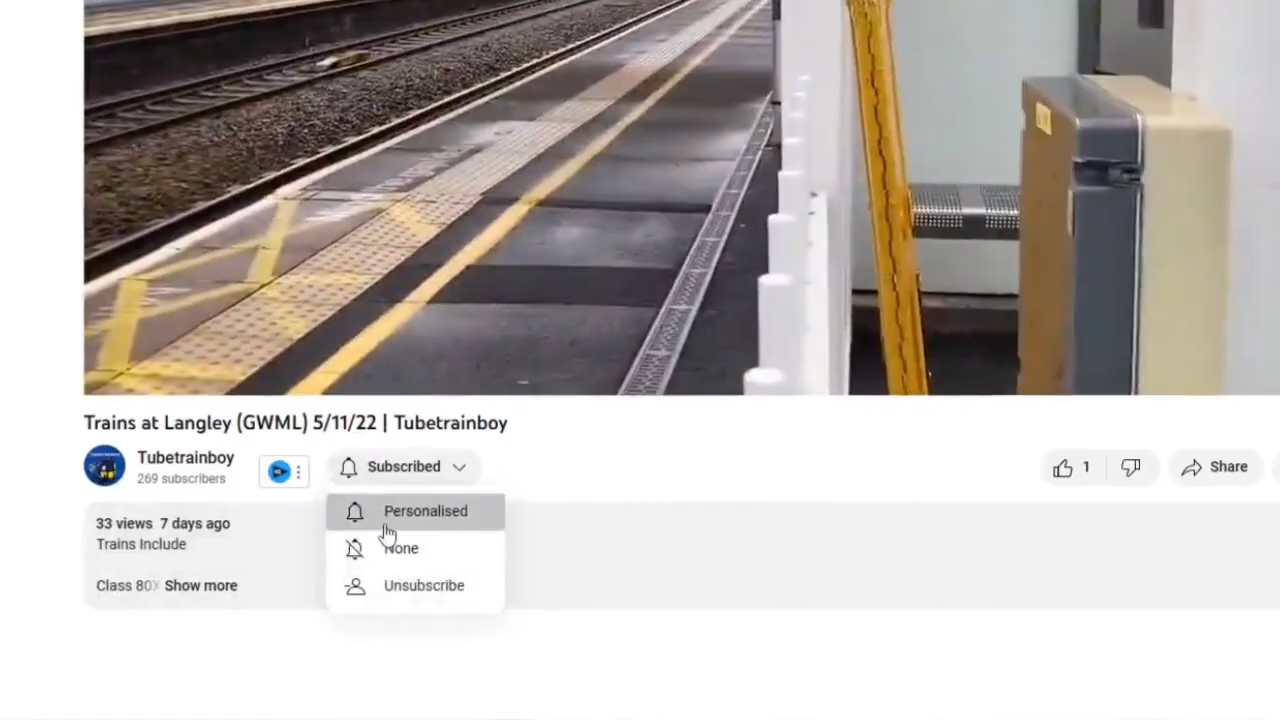 Trains at Langley (GWML) 5/11/22 | Tubetrainboy
Tubetrainboy
269 subscribers
Subscribed
1
Share
Personalised
None
Unsubscribe
33 views 7 days ago
Trains Include
Class 80X Show more